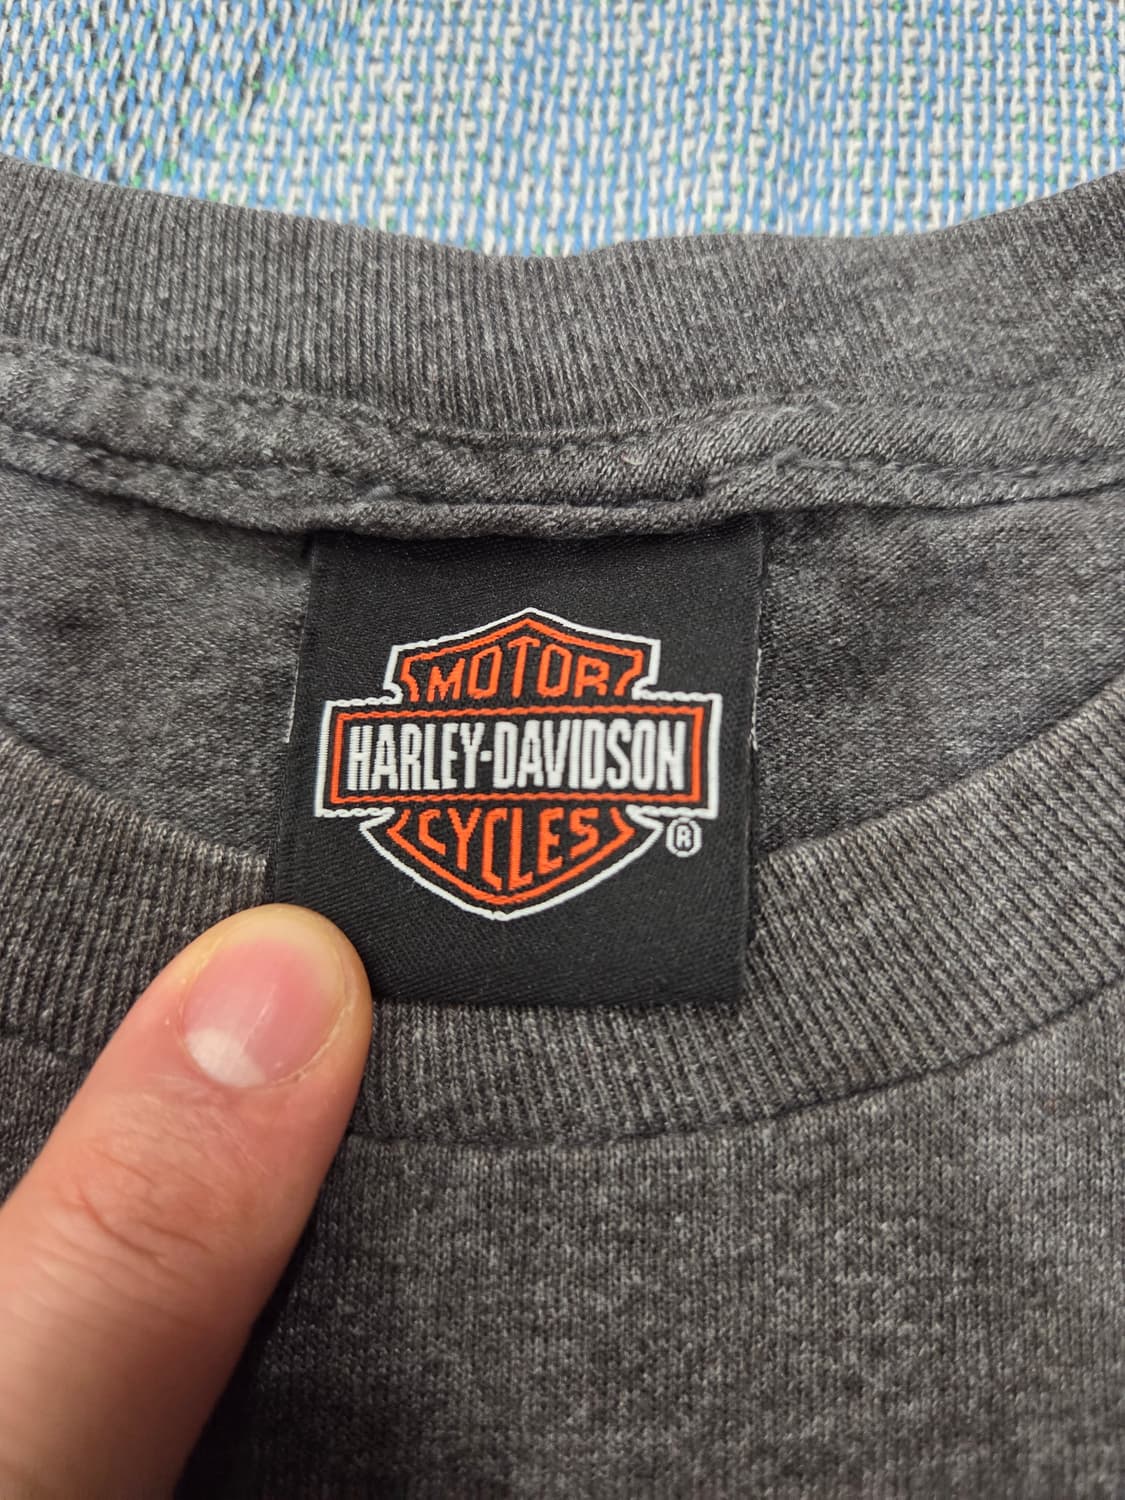 MOTOR
HARLEY-DAVIDSON
CYCLES
®